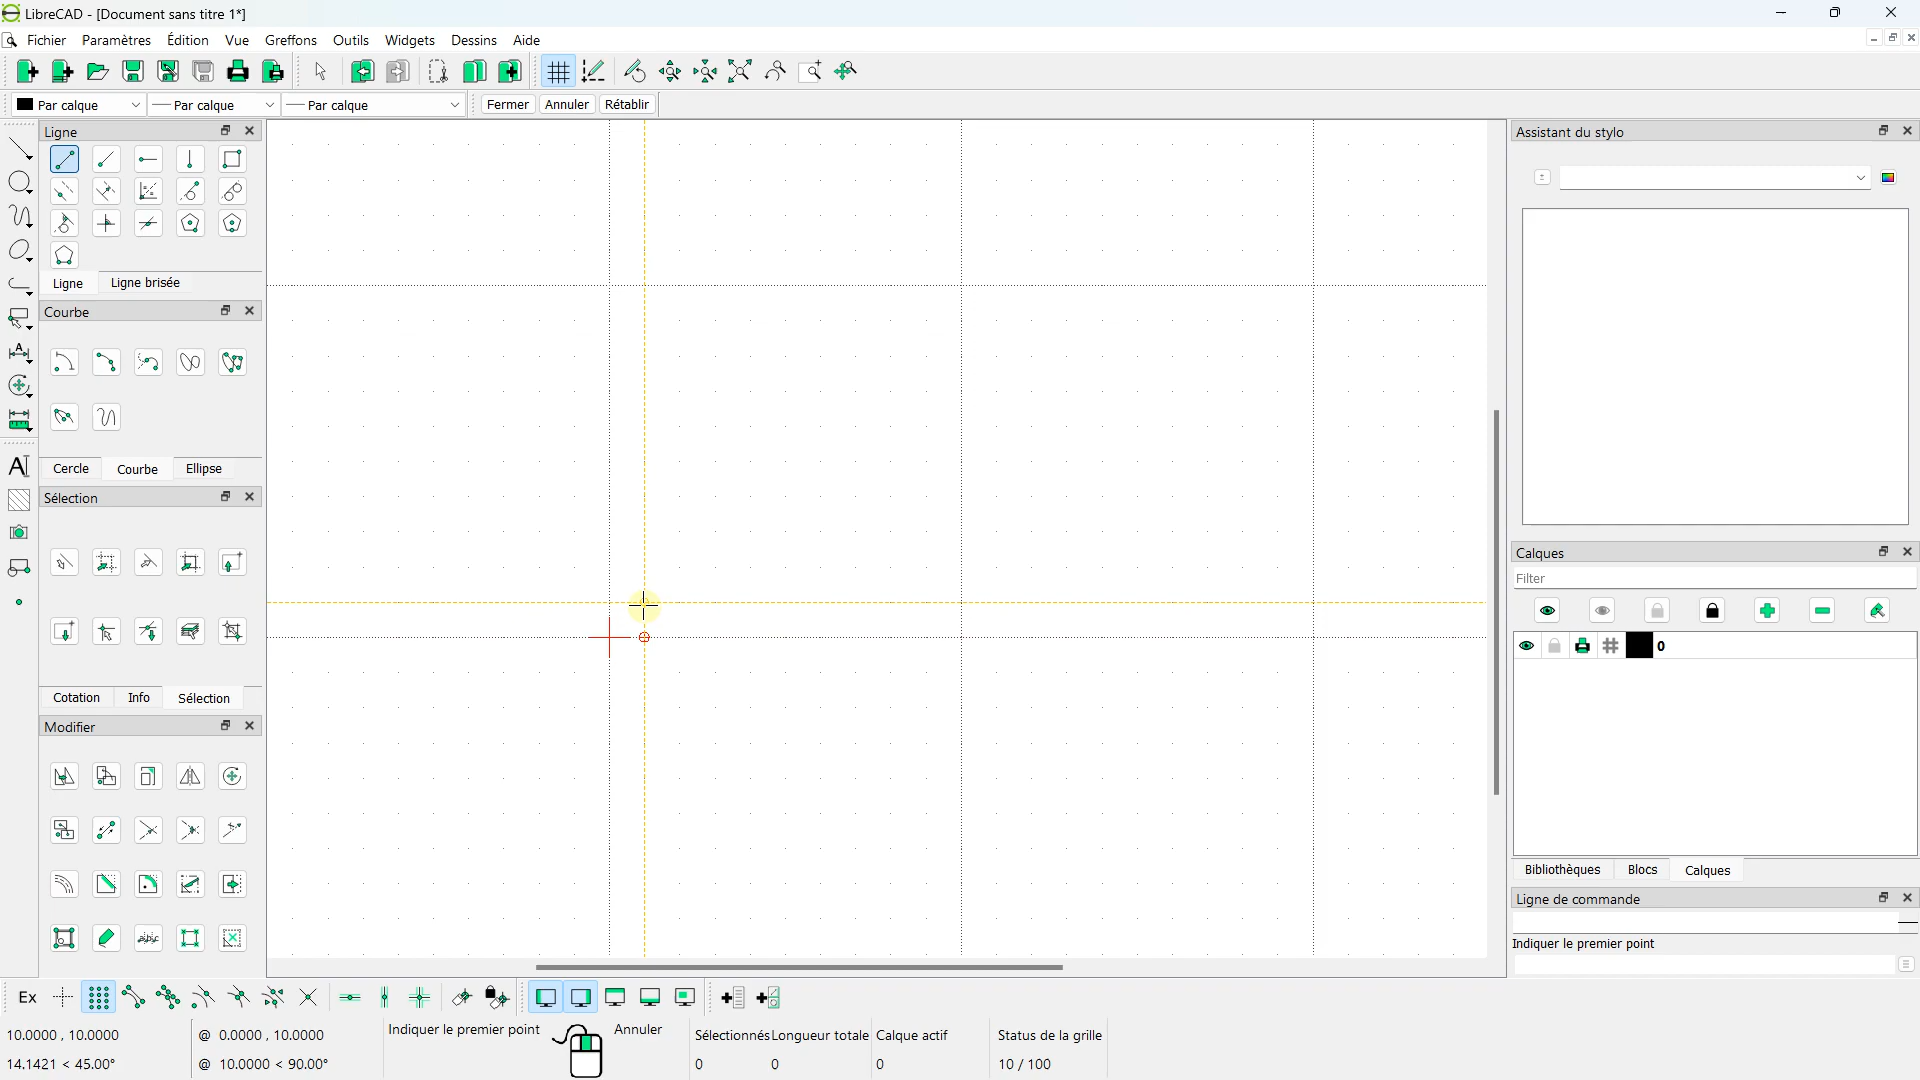 LibreCAD - [Document sans titre 1*]
Fichier Paramètres Édition Vue Greffons Outils Widgets Dessins Aide
Par calque Par calque Par calque Fermer Annuler Rétablir
Ligne
Ligne Ligne brisée
Courbe
Cercle Courbe Ellipse
Sélection
Cotation Info Sélection
Modifier
abc
A
A
Assistant du stylo
Calques
Filter
0
Bibliothèques Blocs Calques
Ligne de commande
Indiquer le premier point
Ex
10.0000 , 10.0000
14.1421 < 45.00°
@ 0.0000 , 10.0000
@ 10.0000 < 90.00°
Indiquer le premier point Annuler
Sélectionnés Longueur totale Calque actif Status de la grille
0 0 0 10 / 100